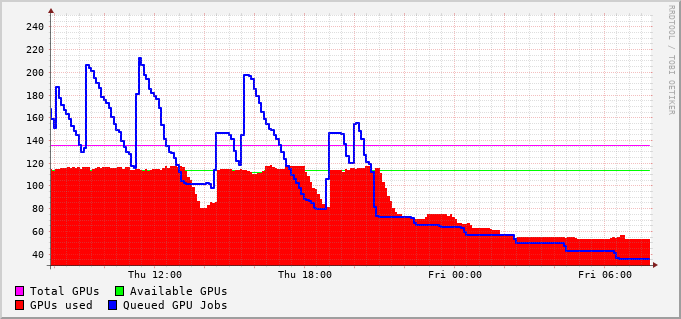 240
220
200
180
160
140
120
100
80
60
40
Thu 12:00 Thu 18:00 Fri 00:00 Fri 06:00
Total GPUs Available GPUs
GPUs used Queued GPU Jobs
RRDTOOL / TOBI OETIKER